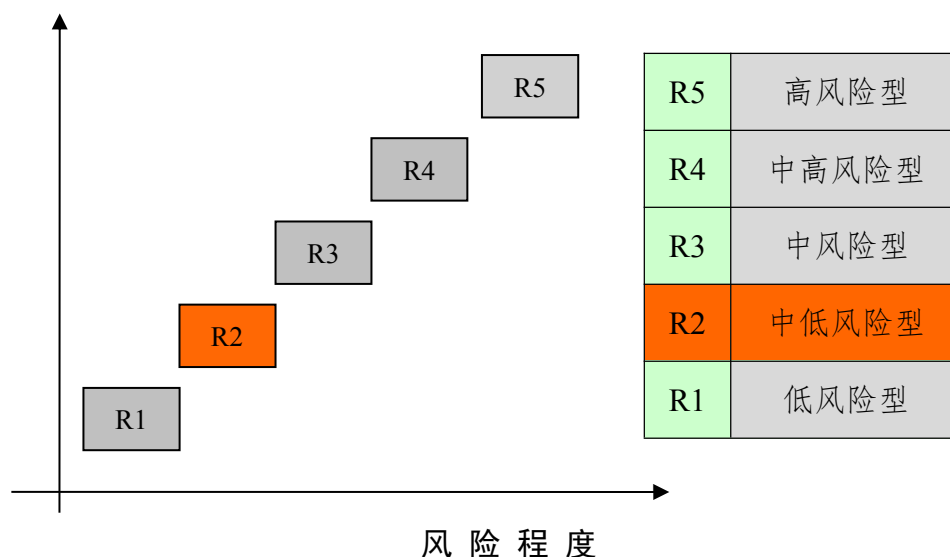 R5
R4
R3
R2
R1
R5 高风险型
R4 中高风险型
R3 中风险型
R2 中低风险型
R1 低风险型
风险程度